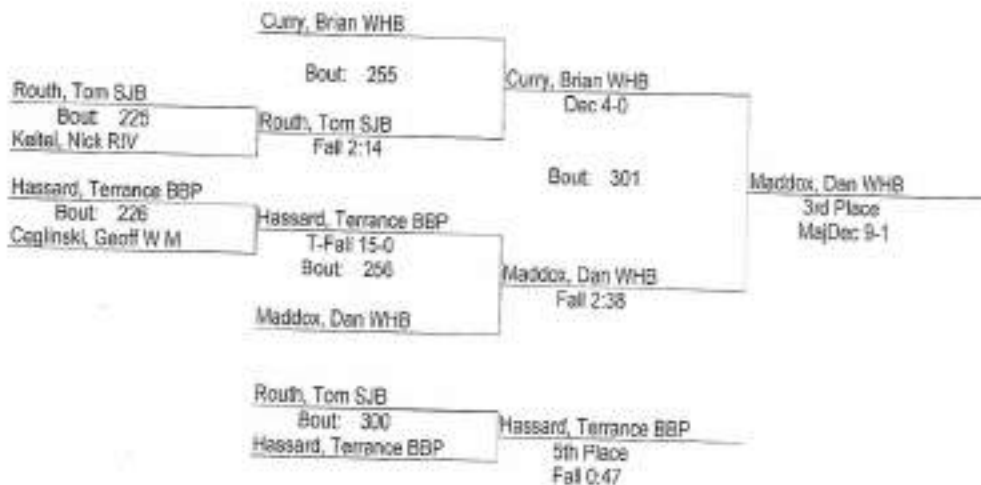 Curry, Brian WHB
Bout: 255
Routh, Tom SJB
Bout: 225
Keitel, Nick RIV
Routh, Tom SJB
Fall 2:14
Curry, Brian WHB
Dec 4-0
Hassard, Terrance BBP
Bout: 226
Ceglinski, Geoff W M
Hassard, Terrance BBP
T-Fall 15-0
Bout: 256
Maddox, Dan WHB
Maddox, Dan WHB
Fall 2:38
Bout: 301
Maddox, Dan WHB
3rd Place
MajDec 9-1
Routh, Tom SJB
Bout: 300
Hassard, Terrance BBP
Hassard, Terrance BBP
5th Place
Fall 0:47